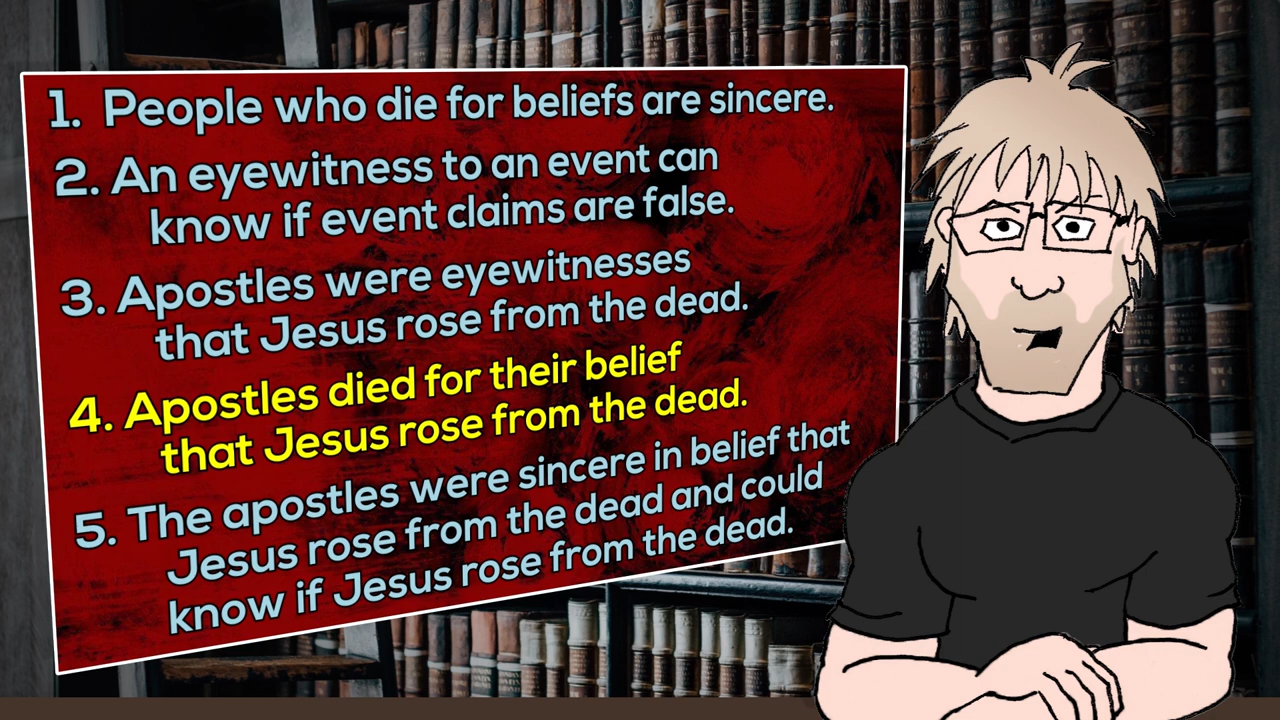 1. People who die for beliefs are sincere.
2. An eyewitness to an event can
know if event claims are false.
3. Apostles were eyewitnesses
that Jesus rose from the dead.
4. Apostles died for their belief
that Jesus rose from the dead.
5. The apostles were sincere in belief that
Jesus rose from the dead and could
know if Jesus rose from the dead.